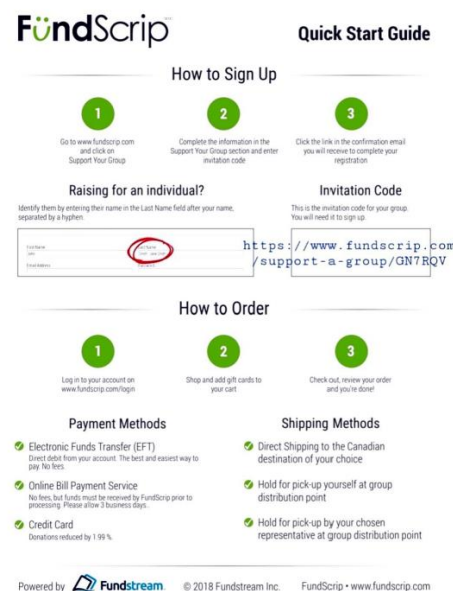 FündScrip™
Quick Start Guide
How to Sign Up
1
2
3
Go to www.fundscrip.com
and click on
Support Your Group
Complete the information in the
Support Your Group section and enter
invitation code
Click the link in the confirmation email
you will receive to complete your
registration
Raising for an individual?
Identify them by entering their name in the Last Name field after your name,
separated by a hyphen.
First Name
Last Name
Email Address
Invitation Code
This is the invitation code for your group.
You will need it to sign up.
https://www.fundscrip.com
/support-a-group/GN7RQV
How to Order
1
2
3
Log in to your account on
www.fundscrip.com/login
Shop and add gift cards to
your cart
Check out, review your order
and you're done!
Payment Methods
Electronic Funds Transfer (EFT)
Direct debit from your account. The best and easiest way to
pay. No fees.
Online Bill Payment Service
No fees, but funds must be received by FundScrip prior to
processing. Please allow 3 business days.
Credit Card
Donations reduced by 1.99 %.
Shipping Methods
Direct Shipping to the Canadian
destination of your choice
Hold for pick-up yourself at group
distribution point
Hold for pick-up by your chosen
representative at group distribution point
Powered by Fundstream
© 2018 Fundstream Inc.
FundScrip • www.fundscrip.com